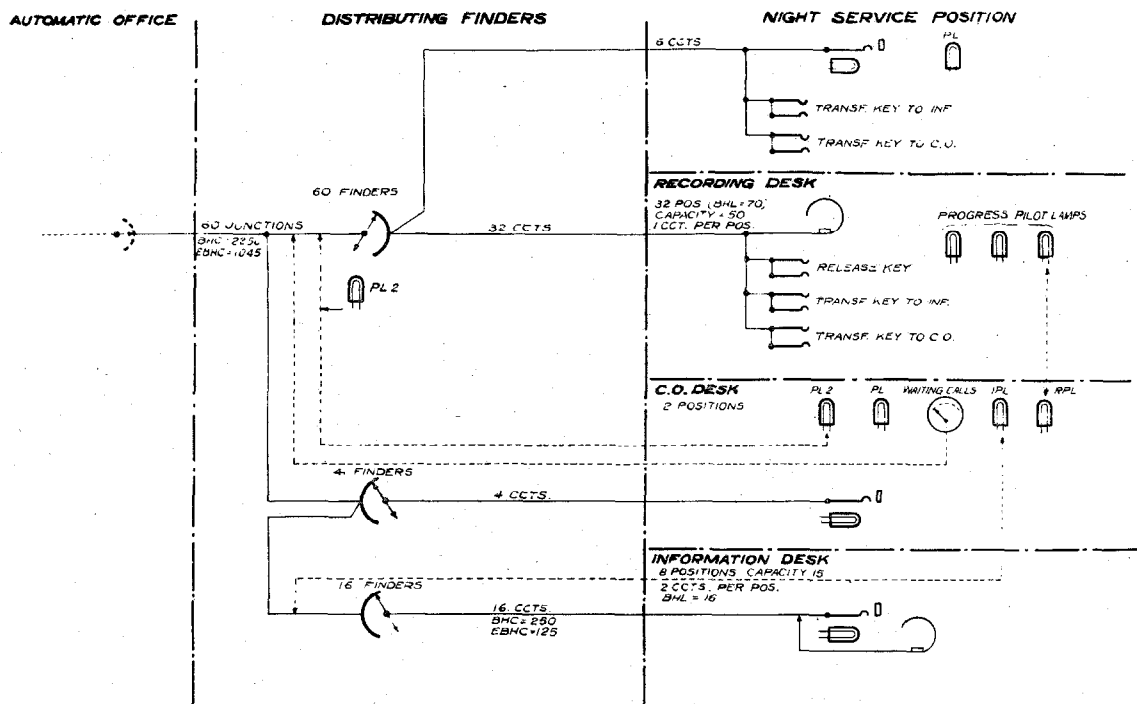 AUTOMATIC OFFICE
DISTRIBUTING FINDERS
NIGHT SERVICE POSITION
6 CCTS
PL
TRANSF. KEY TO INF.
TRANSF. KEY TO C.O.
RECORDING DESK
32 POS (BHL=70)
CAPACITY = 50
1 CCT. PER POS.
PROGRESS PILOT LAMPS
60 FINDERS
60 JUNCTIONS
BHC=2250
EBHC=1045
32 CCTS
PL 2
RELEASE KEY
TRANSF. KEY TO INF.
TRANSF. KEY TO C.O.
C.O. DESK
2 POSITIONS
PL 2
PL
WAITING CALLS
IPL
RPL
4 FINDERS
4 CCTS.
INFORMATION DESK
8 POSITIONS CAPACITY 15
2 CCTS. PER POS.
BHL = 16
16 FINDERS
16 CCTS.
BHC=250
EBHC=125